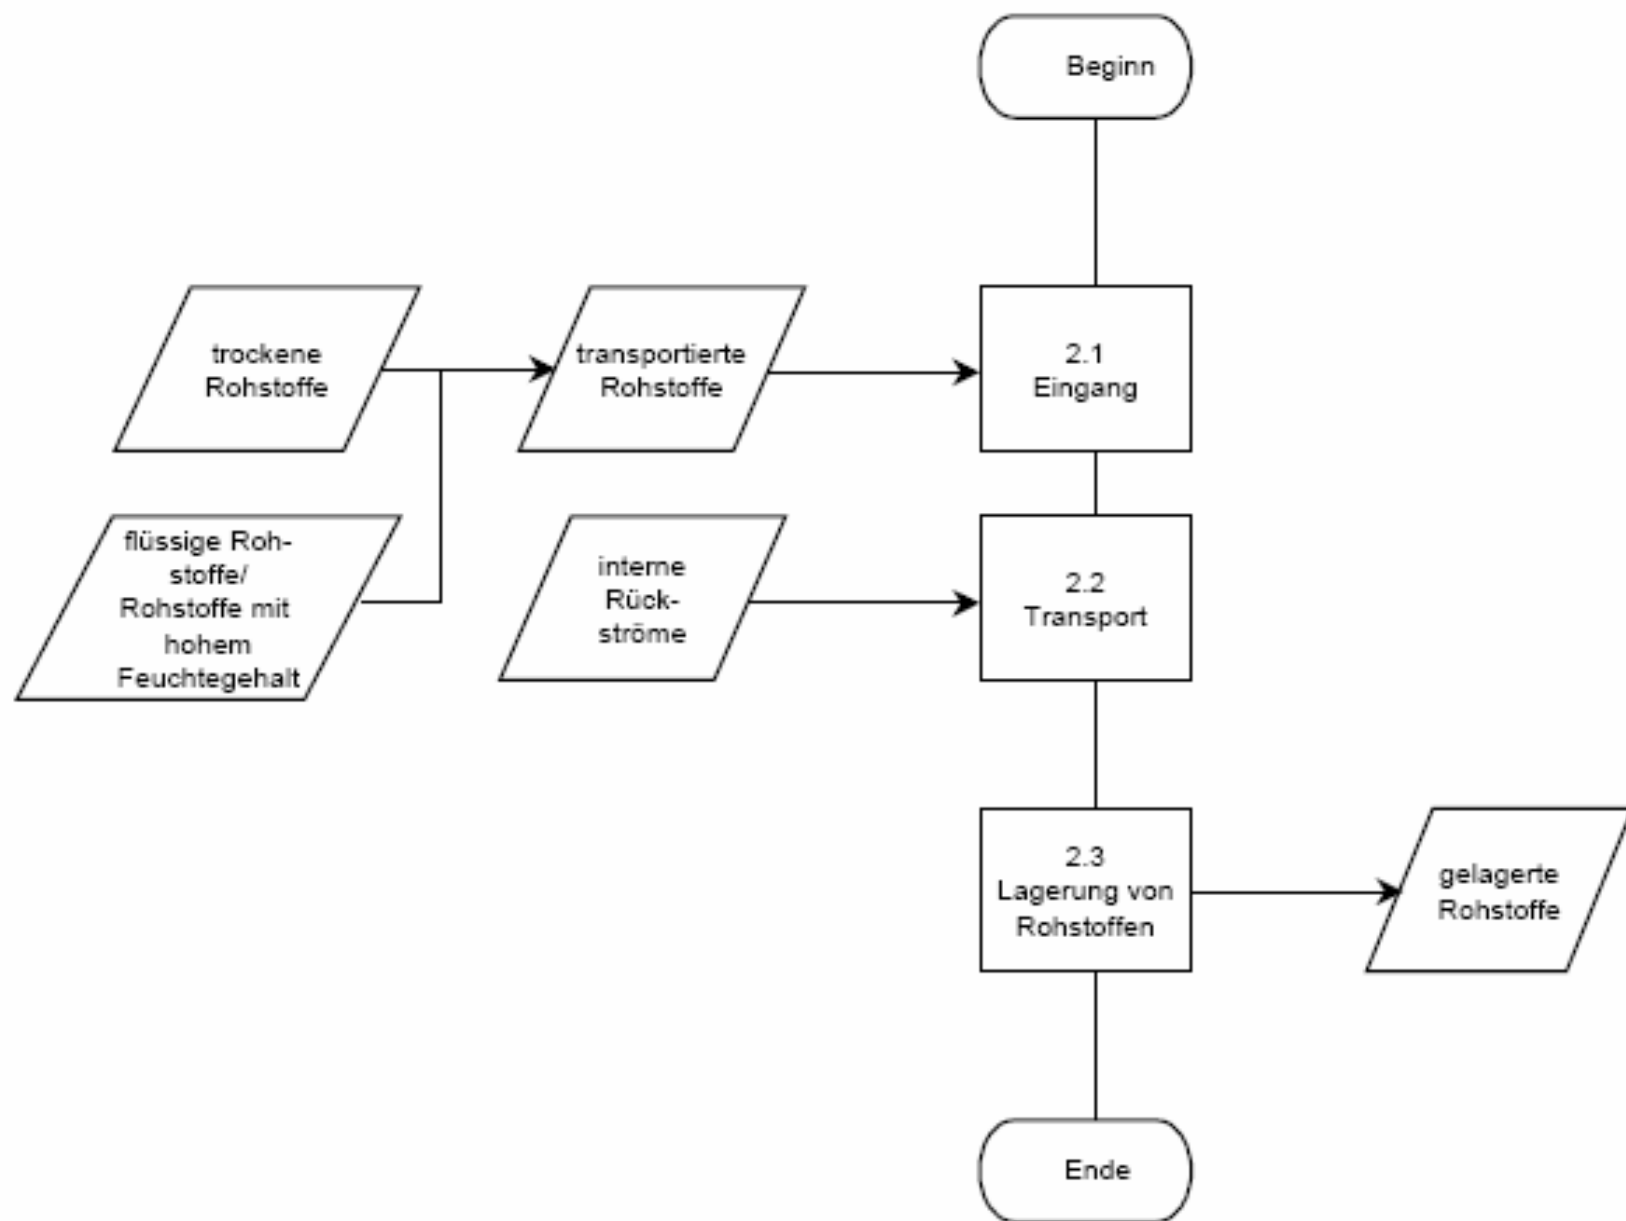 Beginn
trockene
Rohstoffe
transportierte
Rohstoffe
2.1
Eingang
flüssige Roh-
stoffe/
Rohstoffe mit
hohem
Feuchtegehalt
interne
Rück-
ströme
2.2
Transport
2.3
Lagerung von
Rohstoffen
gelagerte
Rohstoffe
Ende